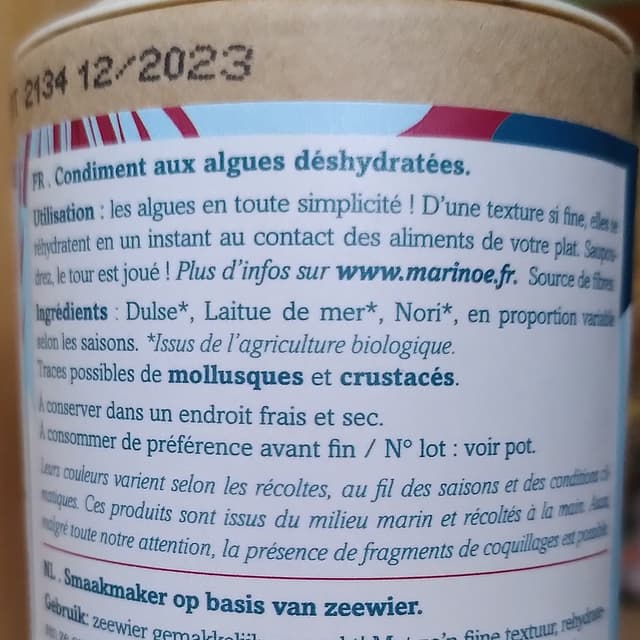 2134 12/2023
FR . Condiment aux algues déshydratées.
Utilisation : les algues en toute simplicité ! D'une texture si fine, elles se
réhydratent en un instant au contact des aliments de votre plat. Saupou-
drez, le tour est joué ! Plus d'infos sur www.marinoe.fr. Source de fibres
Ingrédients : Dulse*, Laitue de mer*, Nori*, en proportion variable
selon les saisons. *Issus de l'agriculture biologique.
Traces possibles de mollusques et crustacés.
A conserver dans un endroit frais et sec.
A consommer de préférence avant fin / N° lot : voir pot.
Leurs couleurs varient selon les récoltes, au fil des saisons et des conditions cli-
matiques. Ces produits sont issus du milieu marin et récoltés à la main. Aussi,
malgré toute notre attention, la présence de fragments de coquillages est possible.
NL . Smaakmaker op basis van zeewier.
Gebruik: zeewier fijne textuur,